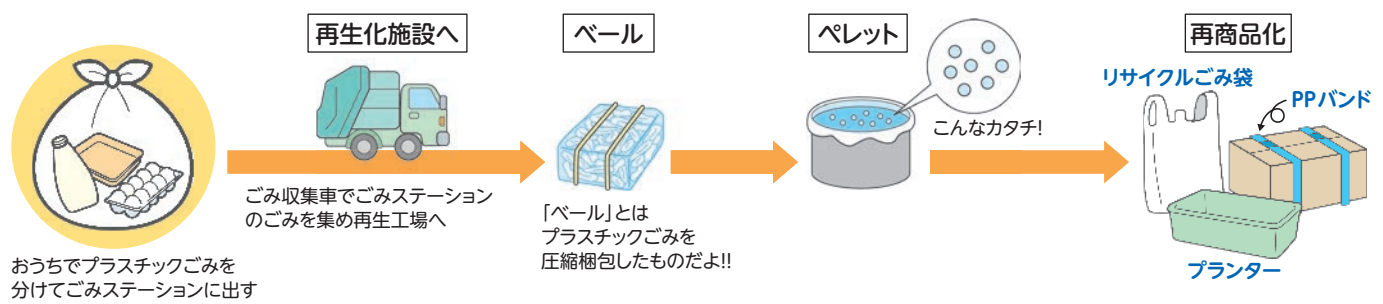 おうちでプラスチックごみを
分けてごみステーションに出す
再生化施設へ
ごみ収集車でごみステーション
のごみを集め再生工場へ
ベール
「ベール」とは
プラスチックごみを
圧縮梱包したものだよ!!
ペレット
こんなカタチ!
再商品化
リサイクルごみ袋
PPバンド
プランター